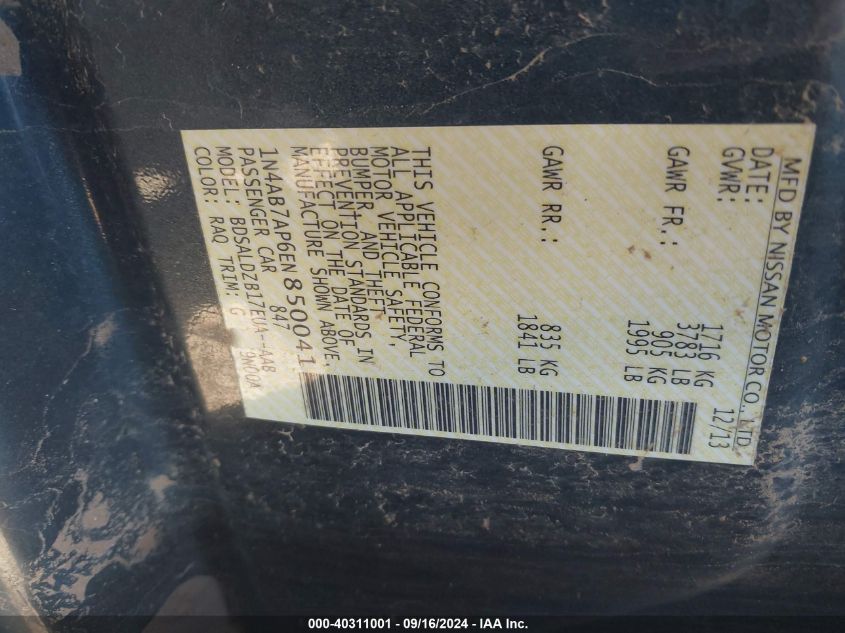 MFD BY NISSAN MOTOR CO., LTD
DATE: 12/13
GVWR: 1716 KG
3783 LB
GAWR FR.: 905 KG
1995 LB
GAWR RR.: 835 KG
1841 LB
THIS VEHICLE CONFORMS TO
ALL APPLICABLE FEDERAL
MOTOR VEHICLE SAFETY,
BUMPER, AND THEFT
PREVENTION STANDARDS IN
EFFECT ON THE DATE OF
MANUFACTURE SHOWN ABOVE.
1N4AB7AP6EN850041
PASSENGER CAR 847
MODEL: BDSALDZB17EUA--AA8
COLOR: RAQ TRIM: G
000-40311001 - 09/16/2024 - IAA Inc.